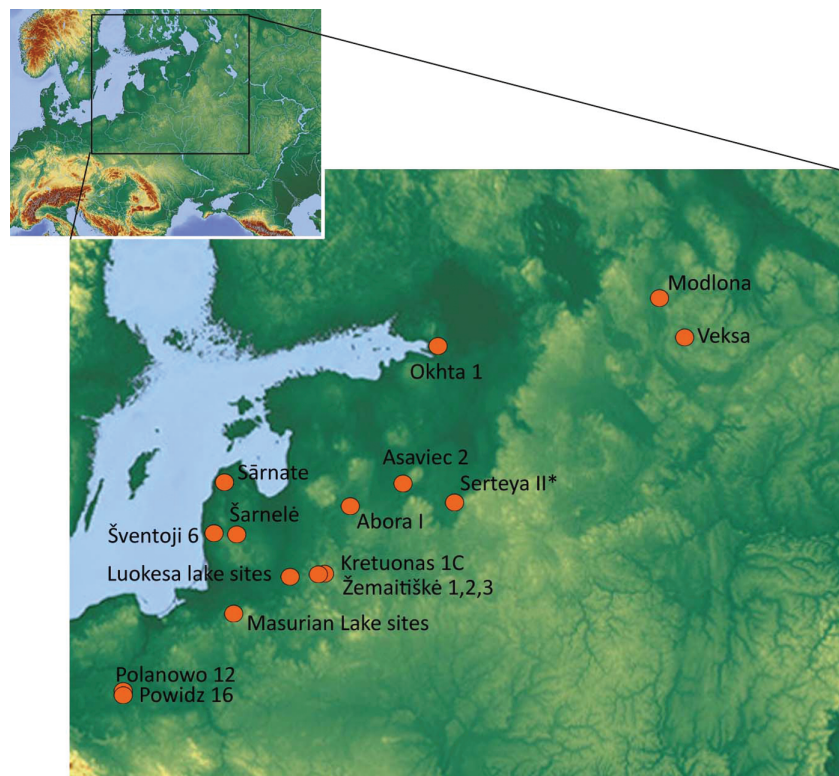 Modlona
Veksa
Okhta 1
Asaviec 2
Sārnate
Serteya II*
Abora I
Šarnelė
Šventoji 6
Kretuonas 1C
Luokesa lake sites
Žemaitiškė 1,2,3
Masurian Lake sites
Polanowo 12
Powidz 16